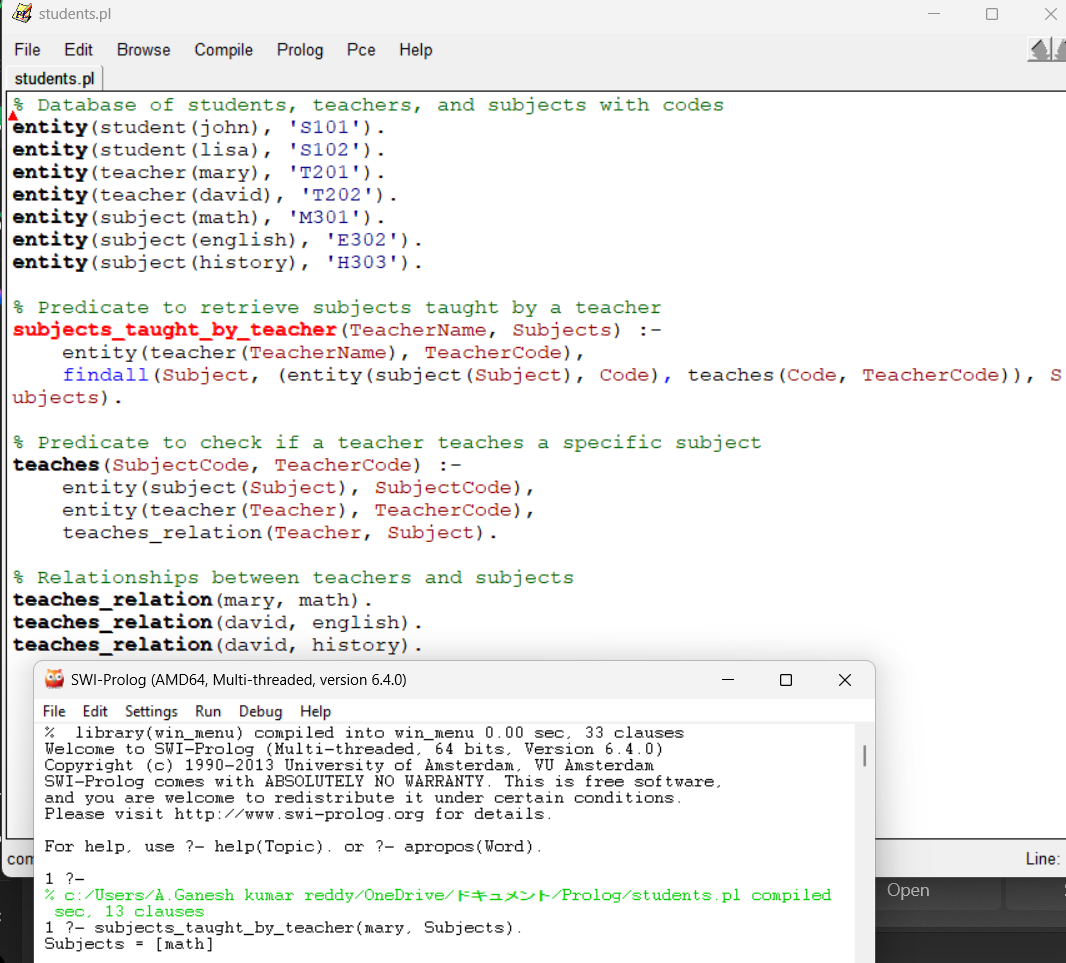 students.pl
File Edit Browse Compile Prolog Pce Help
students.pl
% Database of students, teachers, and subjects with codes
entity(student(john), 'S101').
entity(student(lisa), 'S102').
entity(teacher(mary), 'T201').
entity(teacher(david), 'T202').
entity(subject(math), 'M301').
entity(subject(english), 'E302').
entity(subject(history), 'H303').
% Predicate to retrieve subjects taught by a teacher
subjects_taught_by_teacher(TeacherName, Subjects) :-
entity(teacher(TeacherName), TeacherCode),
findall(Subject, (entity(subject(Subject), Code), teaches(Code, TeacherCode)), S
ubjects).
% Predicate to check if a teacher teaches a specific subject
teaches(SubjectCode, TeacherCode) :-
entity(subject(Subject), SubjectCode),
entity(teacher(Teacher), TeacherCode),
teaches_relation(Teacher, Subject).
% Relationships between teachers and subjects
teaches_relation(mary, math).
teaches_relation(david, english).
teaches_relation(david, history).
SWI-Prolog (AMD64, Multi-threaded, version 6.4.0)
File Edit Settings Run Debug Help
% library(win_menu) compiled into win_menu 0.00 sec, 33 clauses
Welcome to SWI-Prolog (Multi-threaded, 64 bits, Version 6.4.0)
Copyright (c) 1990-2013 University of Amsterdam, VU Amsterdam
SWI-Prolog comes with ABSOLUTELY NO WARRANTY. This is free software,
and you are welcome to redistribute it under certain conditions.
Please visit http://www.swi-prolog.org for details.
For help, use ?- help(Topic). or ?- apropos(Word).
1 ?-
% c:/Users/A.Ganesh kumar reddy/OneDrive/ドキュメント/Prolog/students.pl compiled
sec, 13 clauses
1 ?- subjects_taught_by_teacher(mary, Subjects).
Subjects = [math]
Line:
Open